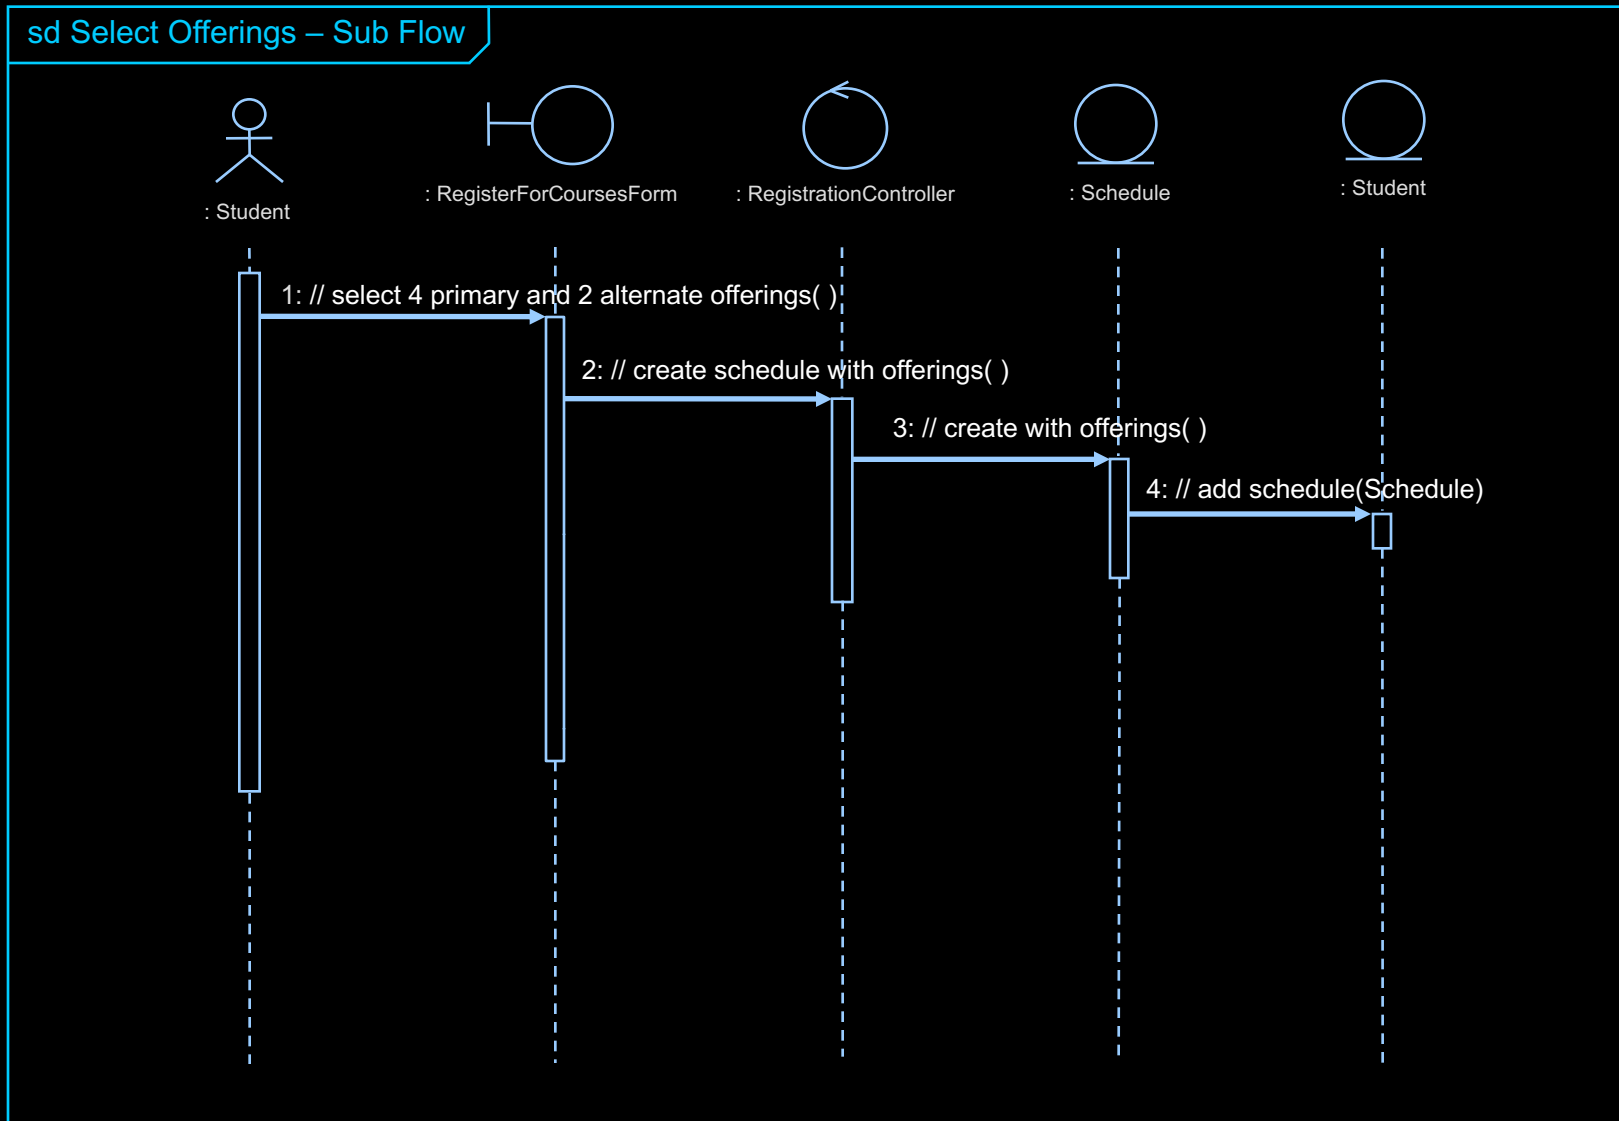 sd Select Offerings – Sub Flow
: Student
: RegisterForCoursesForm
: RegistrationController
: Schedule
: Student
1: // select 4 primary and 2 alternate offerings( )
2: // create schedule with offerings( )
3: // create with offerings( )
4: // add schedule(Schedule)